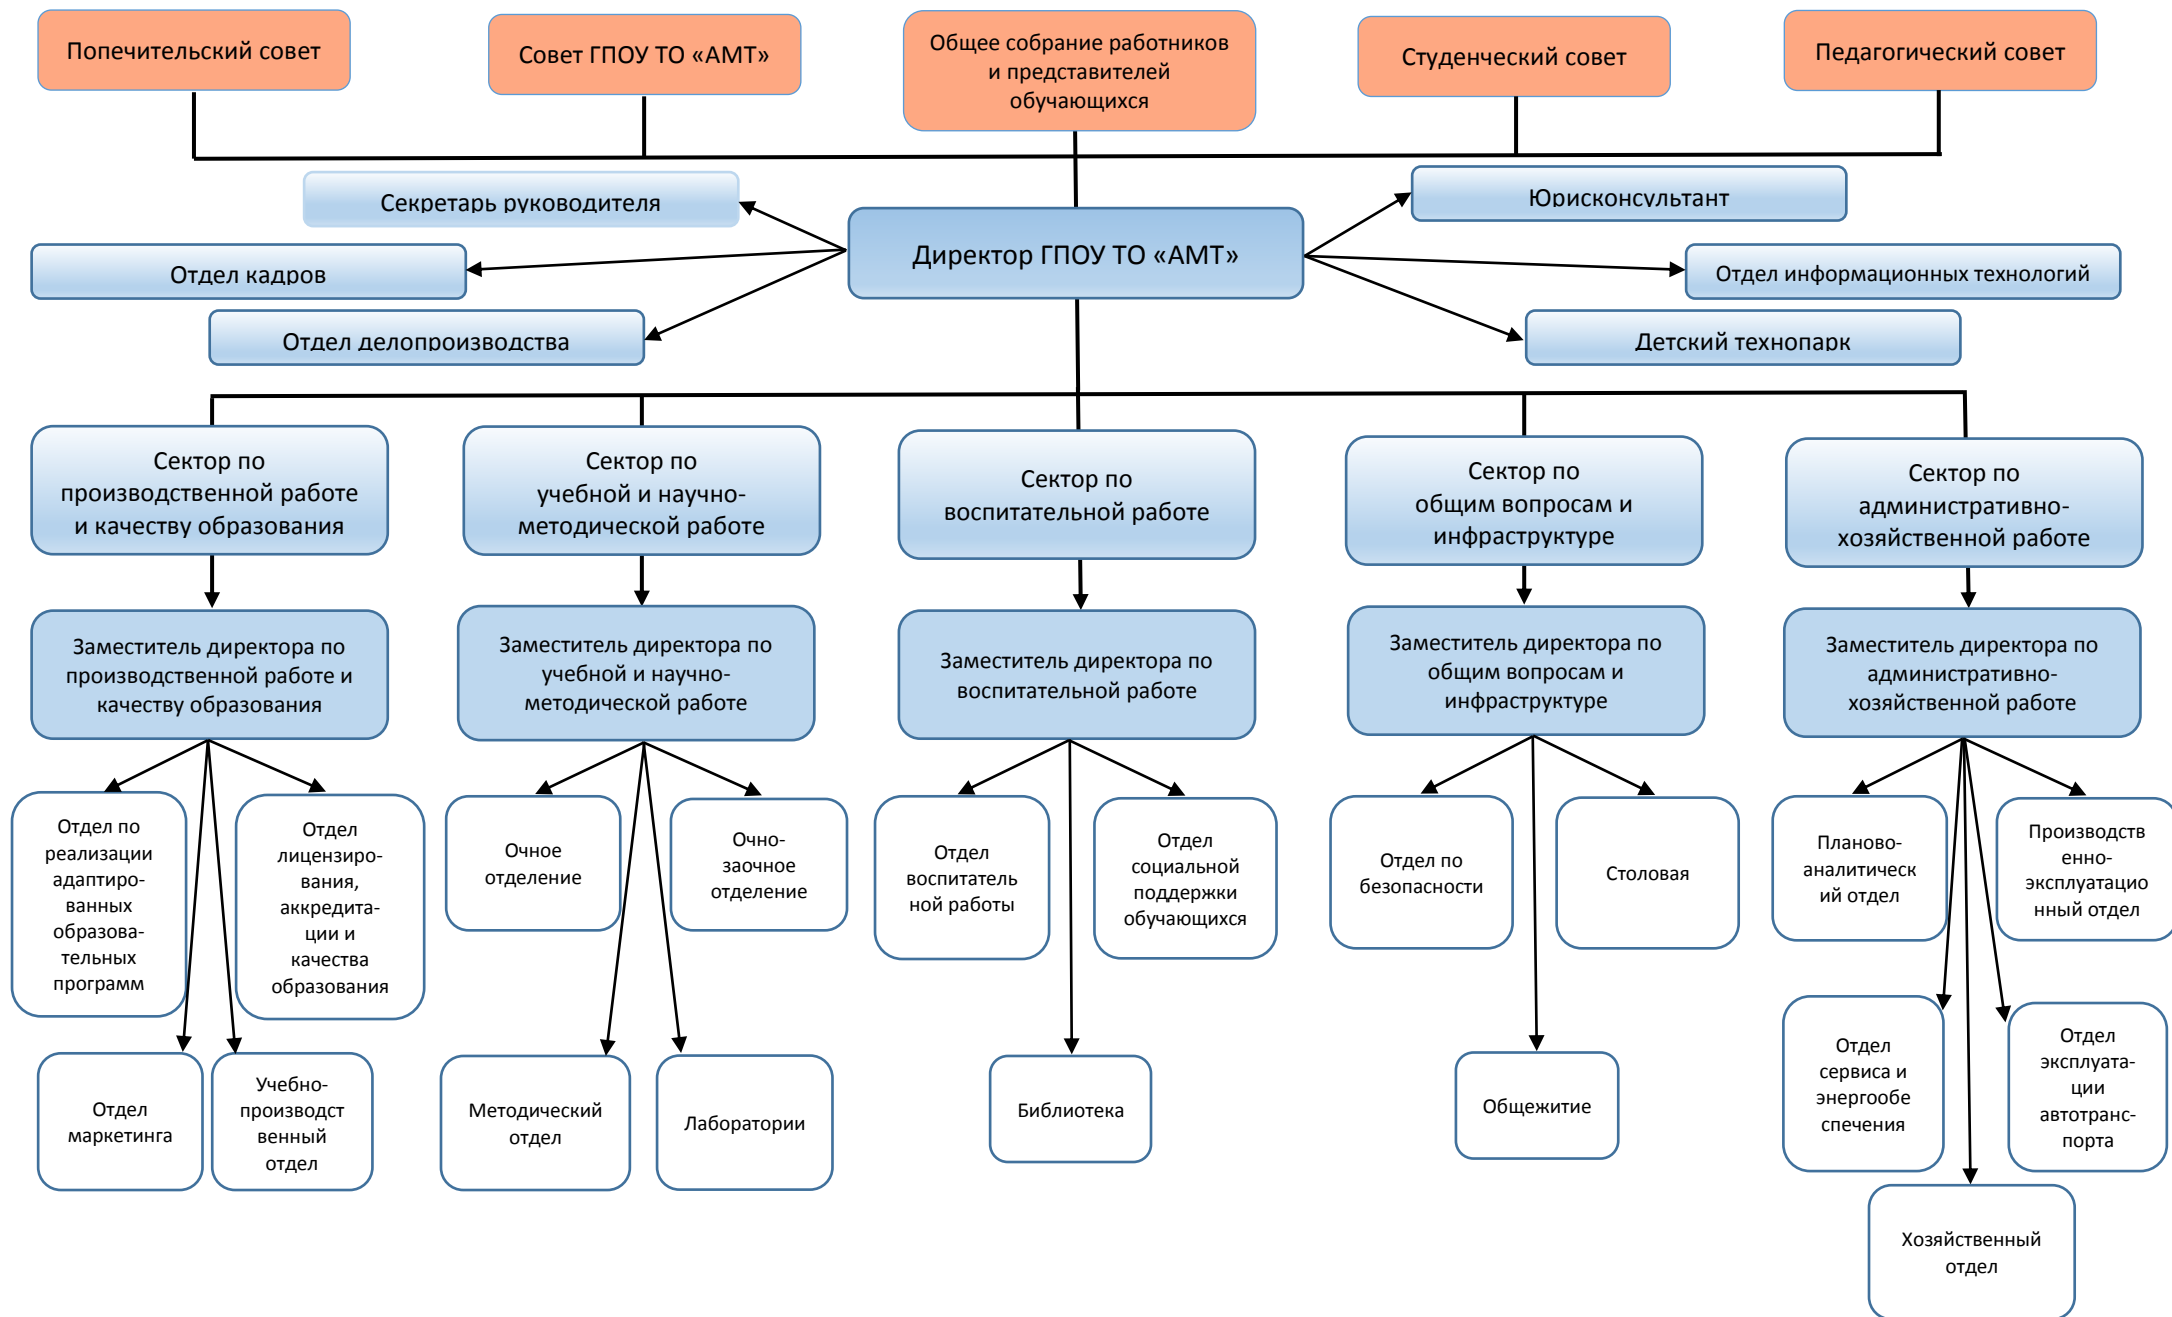 Попечительский совет
Совет ГПОУ ТО «АМТ»
Общее собрание работников
и представителей
обучающихся
Студенческий совет
Педагогический совет
Секретарь руководителя
Юрисконсультант
Директор ГПОУ ТО «АМТ»
Отдел кадров
Отдел информационных технологий
Отдел делопроизводства
Детский технопарк
Сектор по
производственной работе
и качеству образования
Сектор по
учебной и научно-
методической работе
Сектор по
воспитательной работе
Сектор по
общим вопросам и
инфраструктуре
Сектор по
административно-
хозяйственной работе
Заместитель директора по
производственной работе и
качеству образования
Заместитель директора по
учебной и научно-
методической работе
Заместитель директора по
воспитательной работе
Заместитель директора по
общим вопросам и
инфраструктуре
Заместитель директора по
административно-
хозяйственной работе
Отдел по
реализации
адаптиро-
ванных
образова-
тельных
программ
Отдел
лицензиро-
вания,
аккредита-
ции и
качества
образования
Очное
отделение
Очно-
заочное
отделение
Отдел
воспитатель
ной работы
Отдел
социальной
поддержки
обучающихся
Отдел по
безопасности
Столовая
Планово-
аналитическ
ий отдел
Производств
енно-
эксплуатацио
нный отдел
Отдел
маркетинга
Учебно-
производст
венный
отдел
Методический
отдел
Лаборатории
Библиотека
Общежитие
Отдел
сервиса и
энергообе
спечения
Отдел
эксплуата-
ции
автотранс-
порта
Хозяйственный
отдел